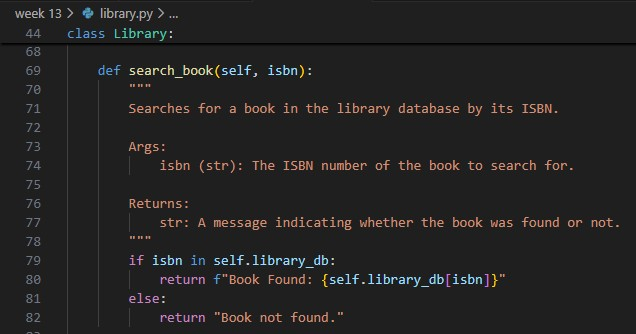 week 13 > library.py > ...
44 class Library:
68
69 def search_book(self, isbn):
70 """
71 Searches for a book in the library database by its ISBN.
72
73 Args:
74 isbn (str): The ISBN number of the book to search for.
75
76 Returns:
77 str: A message indicating whether the book was found or not.
78 """
79 if isbn in self.library_db:
80 return f"Book Found: {self.library_db[isbn]}"
81 else:
82 return "Book not found."